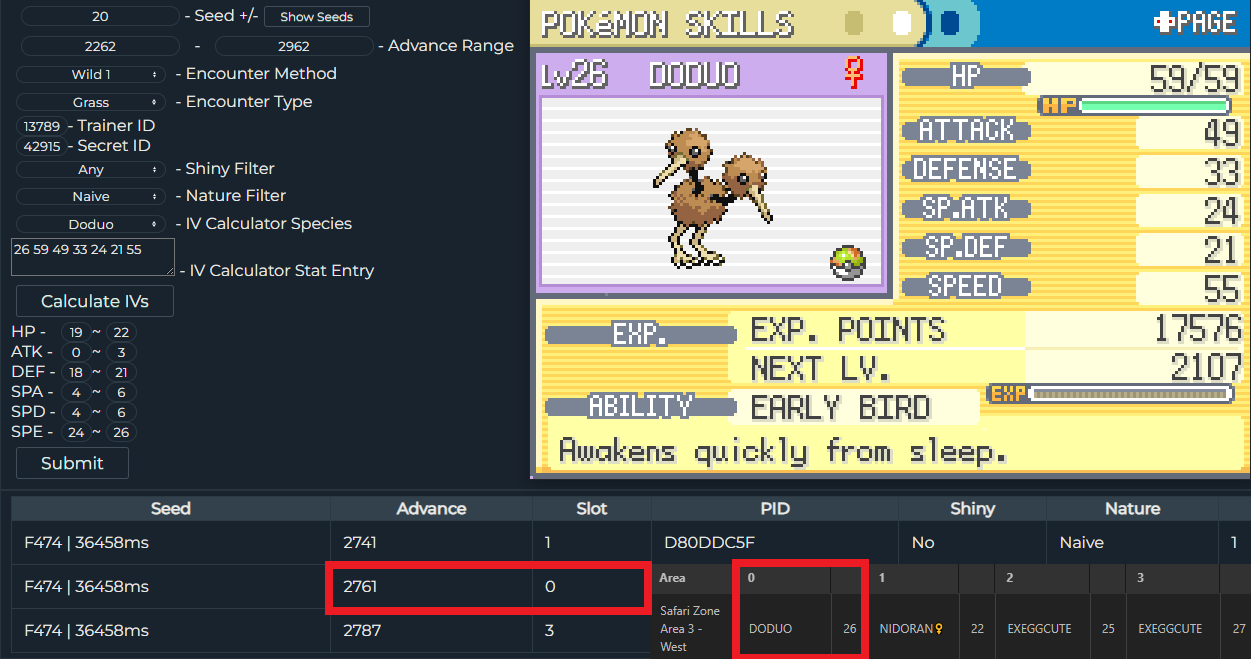 20 - Seed +/- Show Seeds
2262 - 2962 - Advance Range
Wild 1 - Encounter Method
Grass - Encounter Type
13789 - Trainer ID
42915 - Secret ID
Any - Shiny Filter
Naive - Nature Filter
Doduo - IV Calculator Species
26 59 49 33 24 21 55 - IV Calculator Stat Entry
Calculate IVs
HP - 19 ~ 22
ATK - 0 ~ 3
DEF - 18 ~ 21
SPA - 4 ~ 6
SPD - 4 ~ 6
SPE - 24 ~ 26
Submit
POKéMON SKILLS PAGE
Lv26 DODUO ♀
HP 59/59
HP
ATTACK 49
DEFENSE 33
SP.ATK 24
SP.DEF 21
SPEED 55
EXP. EXP. POINTS 17576
NEXT LV. 2107
EXP
ABILITY EARLY BIRD
Awakens quickly from sleep.
Seed Advance Slot PID Shiny Nature
F474 | 36458ms 2741 1 D80DDC5F No Naive 1
F474 | 36458ms 2761 0
F474 | 36458ms 2787 3
Area 0 1 2 3
Safari Zone
Area 3 -
West
DODUO 26 NIDORAN♀ 22 EXEGGCUTE 25 EXEGGCUTE 27